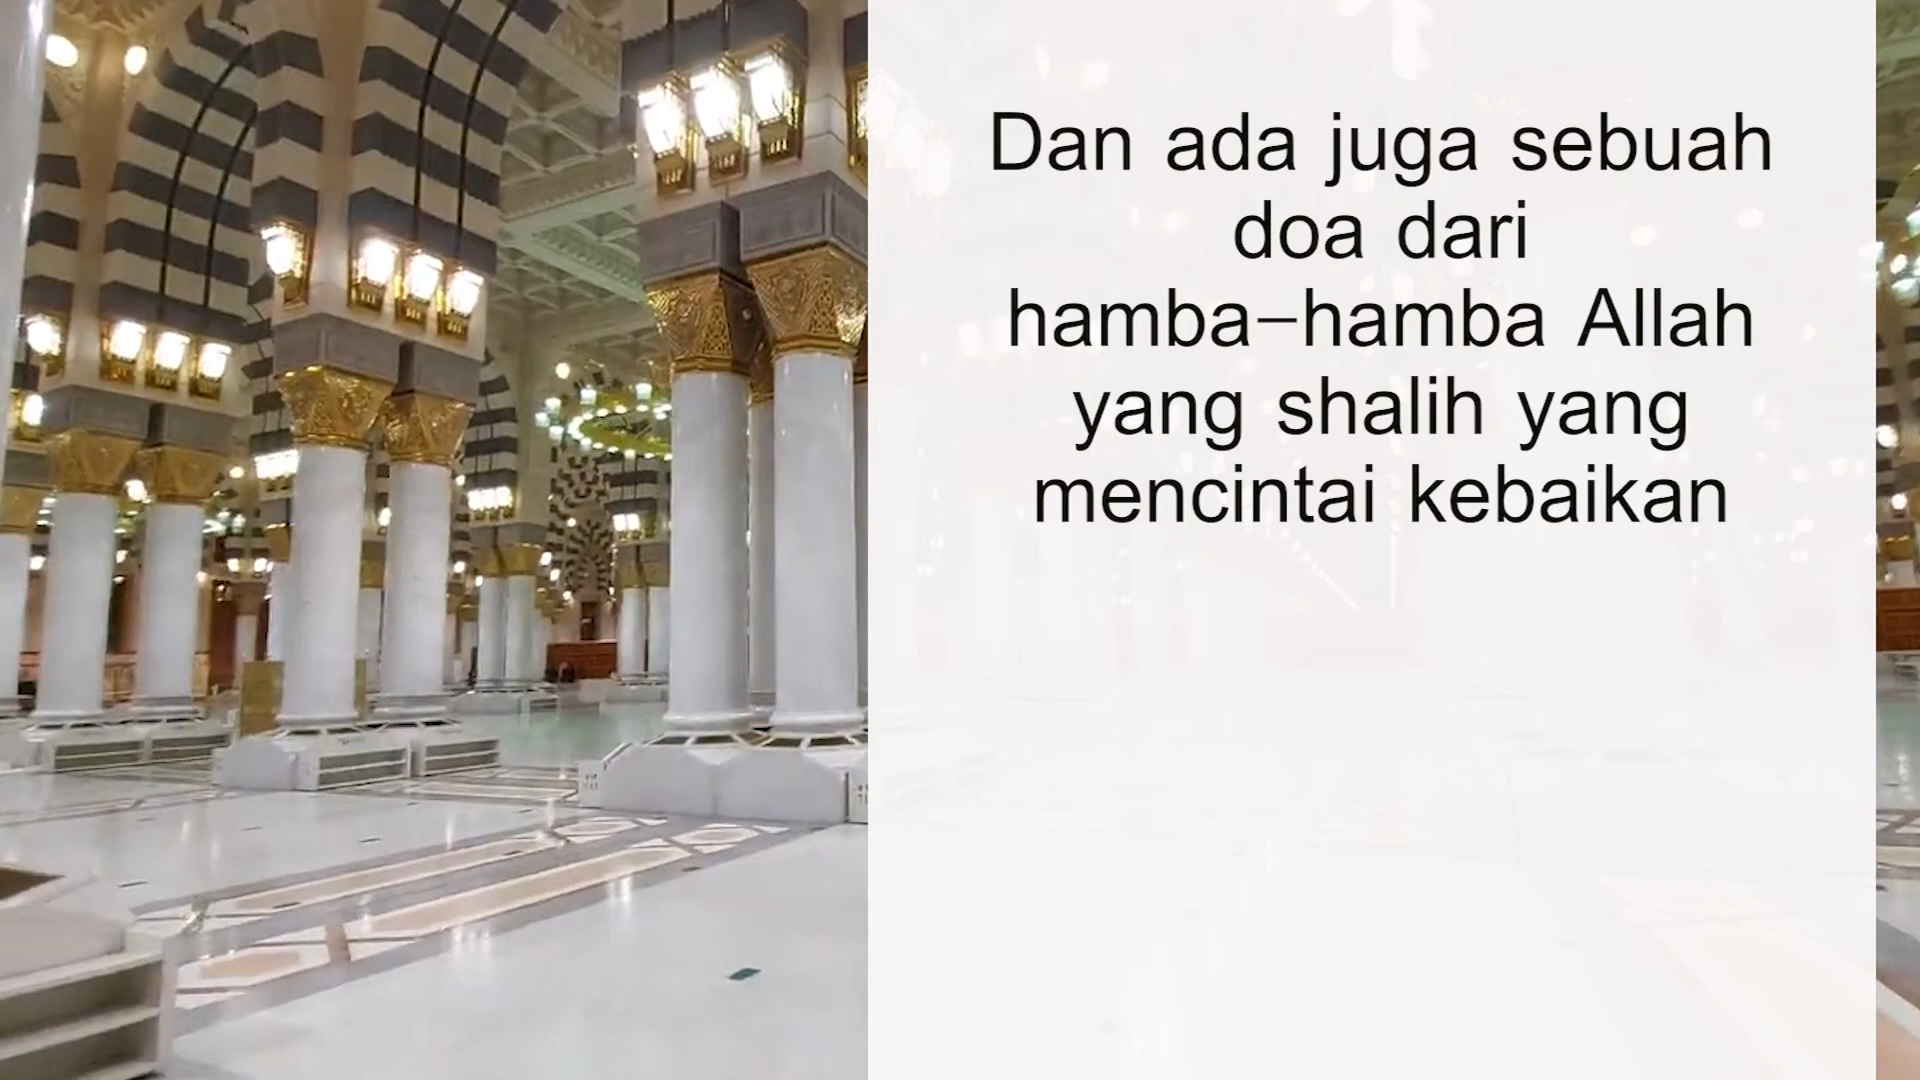 Dan ada juga sebuah
doa dari
hamba-hamba Allah
yang shalih yang
mencintai kebaikan